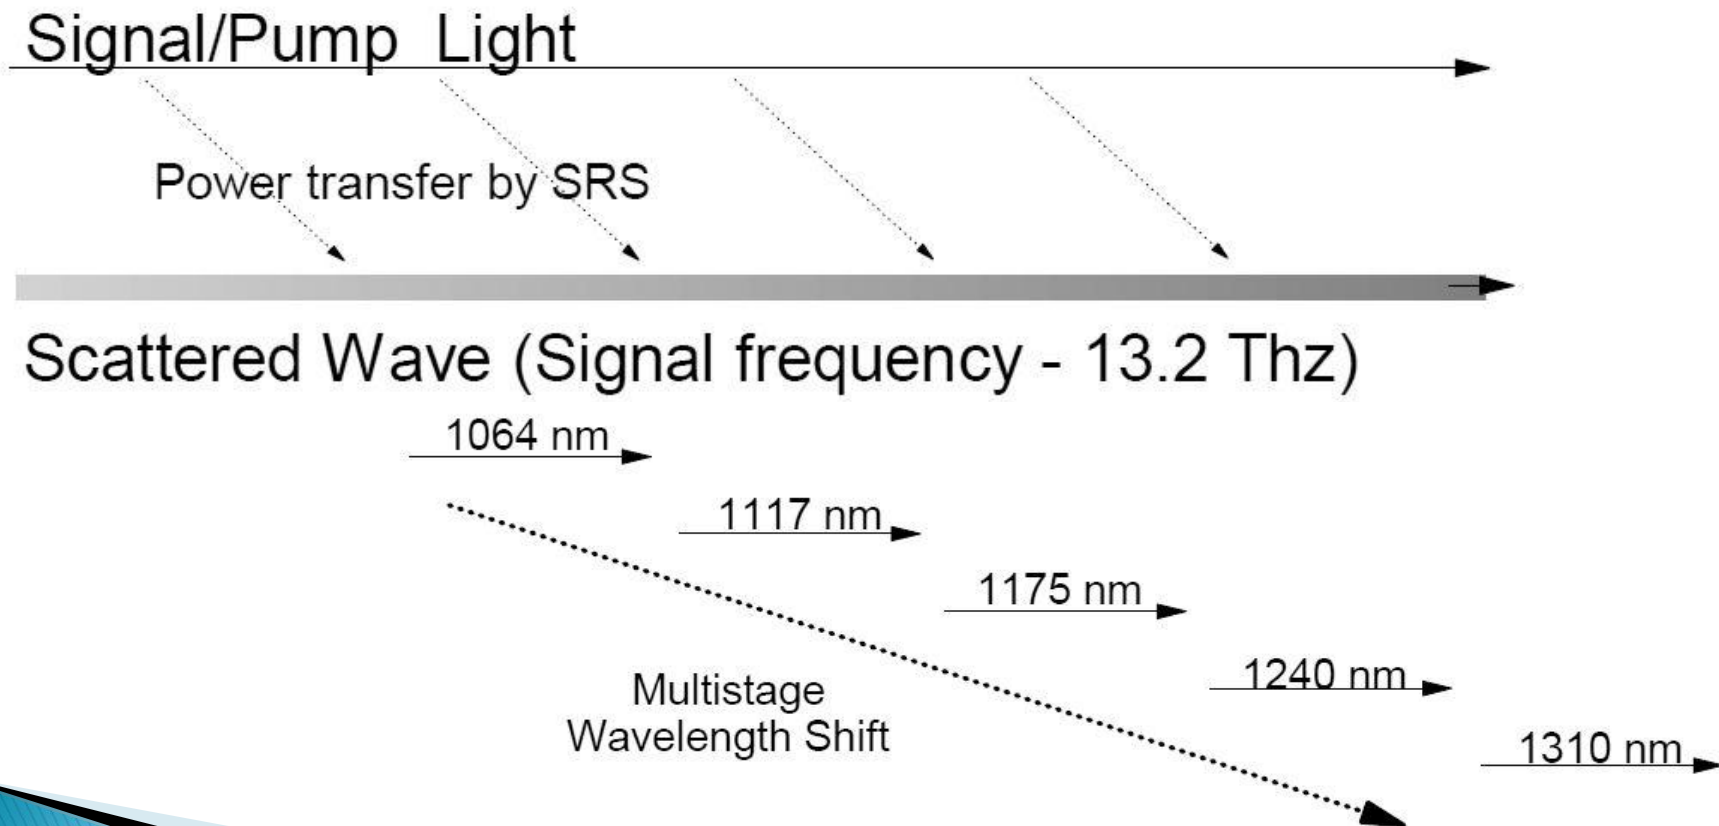 Signal/Pump Light
Power transfer by SRS
Scattered Wave (Signal frequency - 13.2 Thz)
1064 nm
1117 nm
1175 nm
1240 nm
Multistage
Wavelength Shift
1310 nm